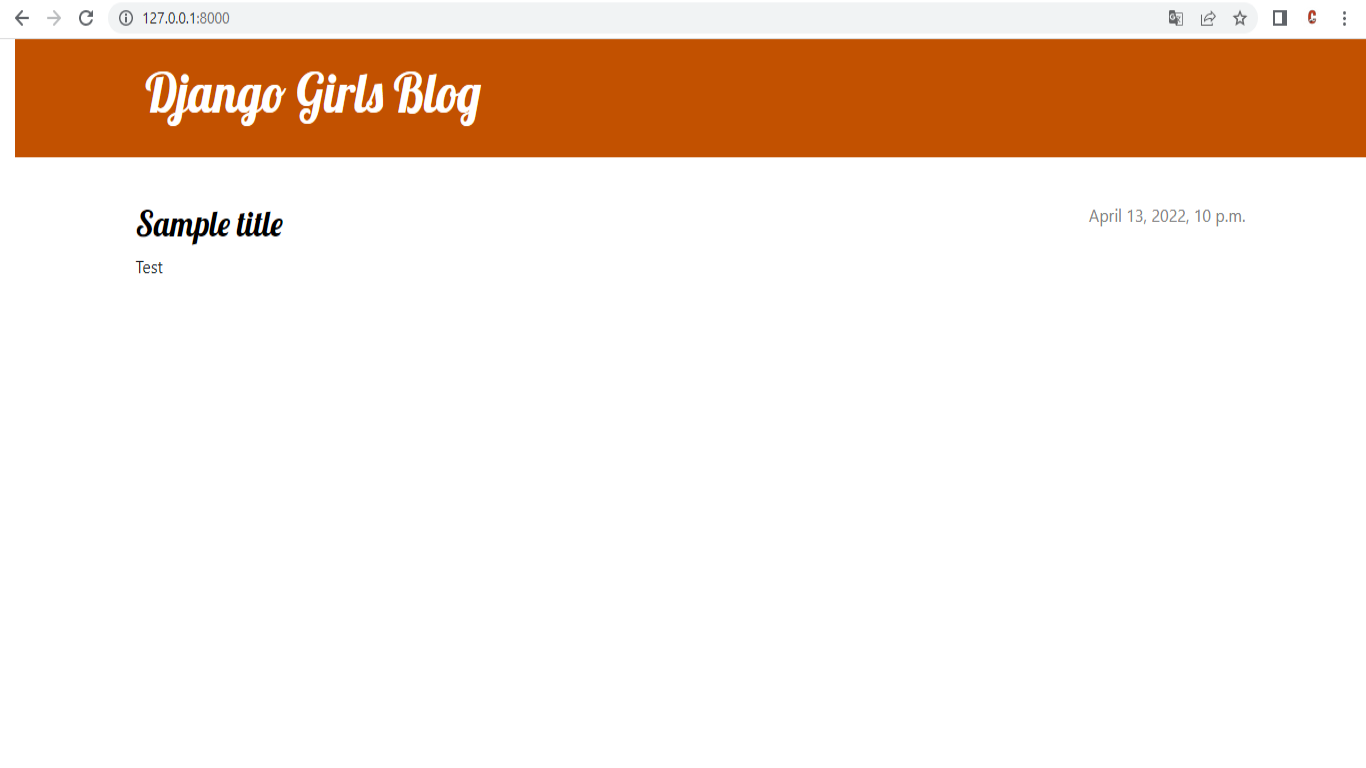 127.0.0.1:8000
Django Girls Blog
Sample title
April 13, 2022, 10 p.m.
Test